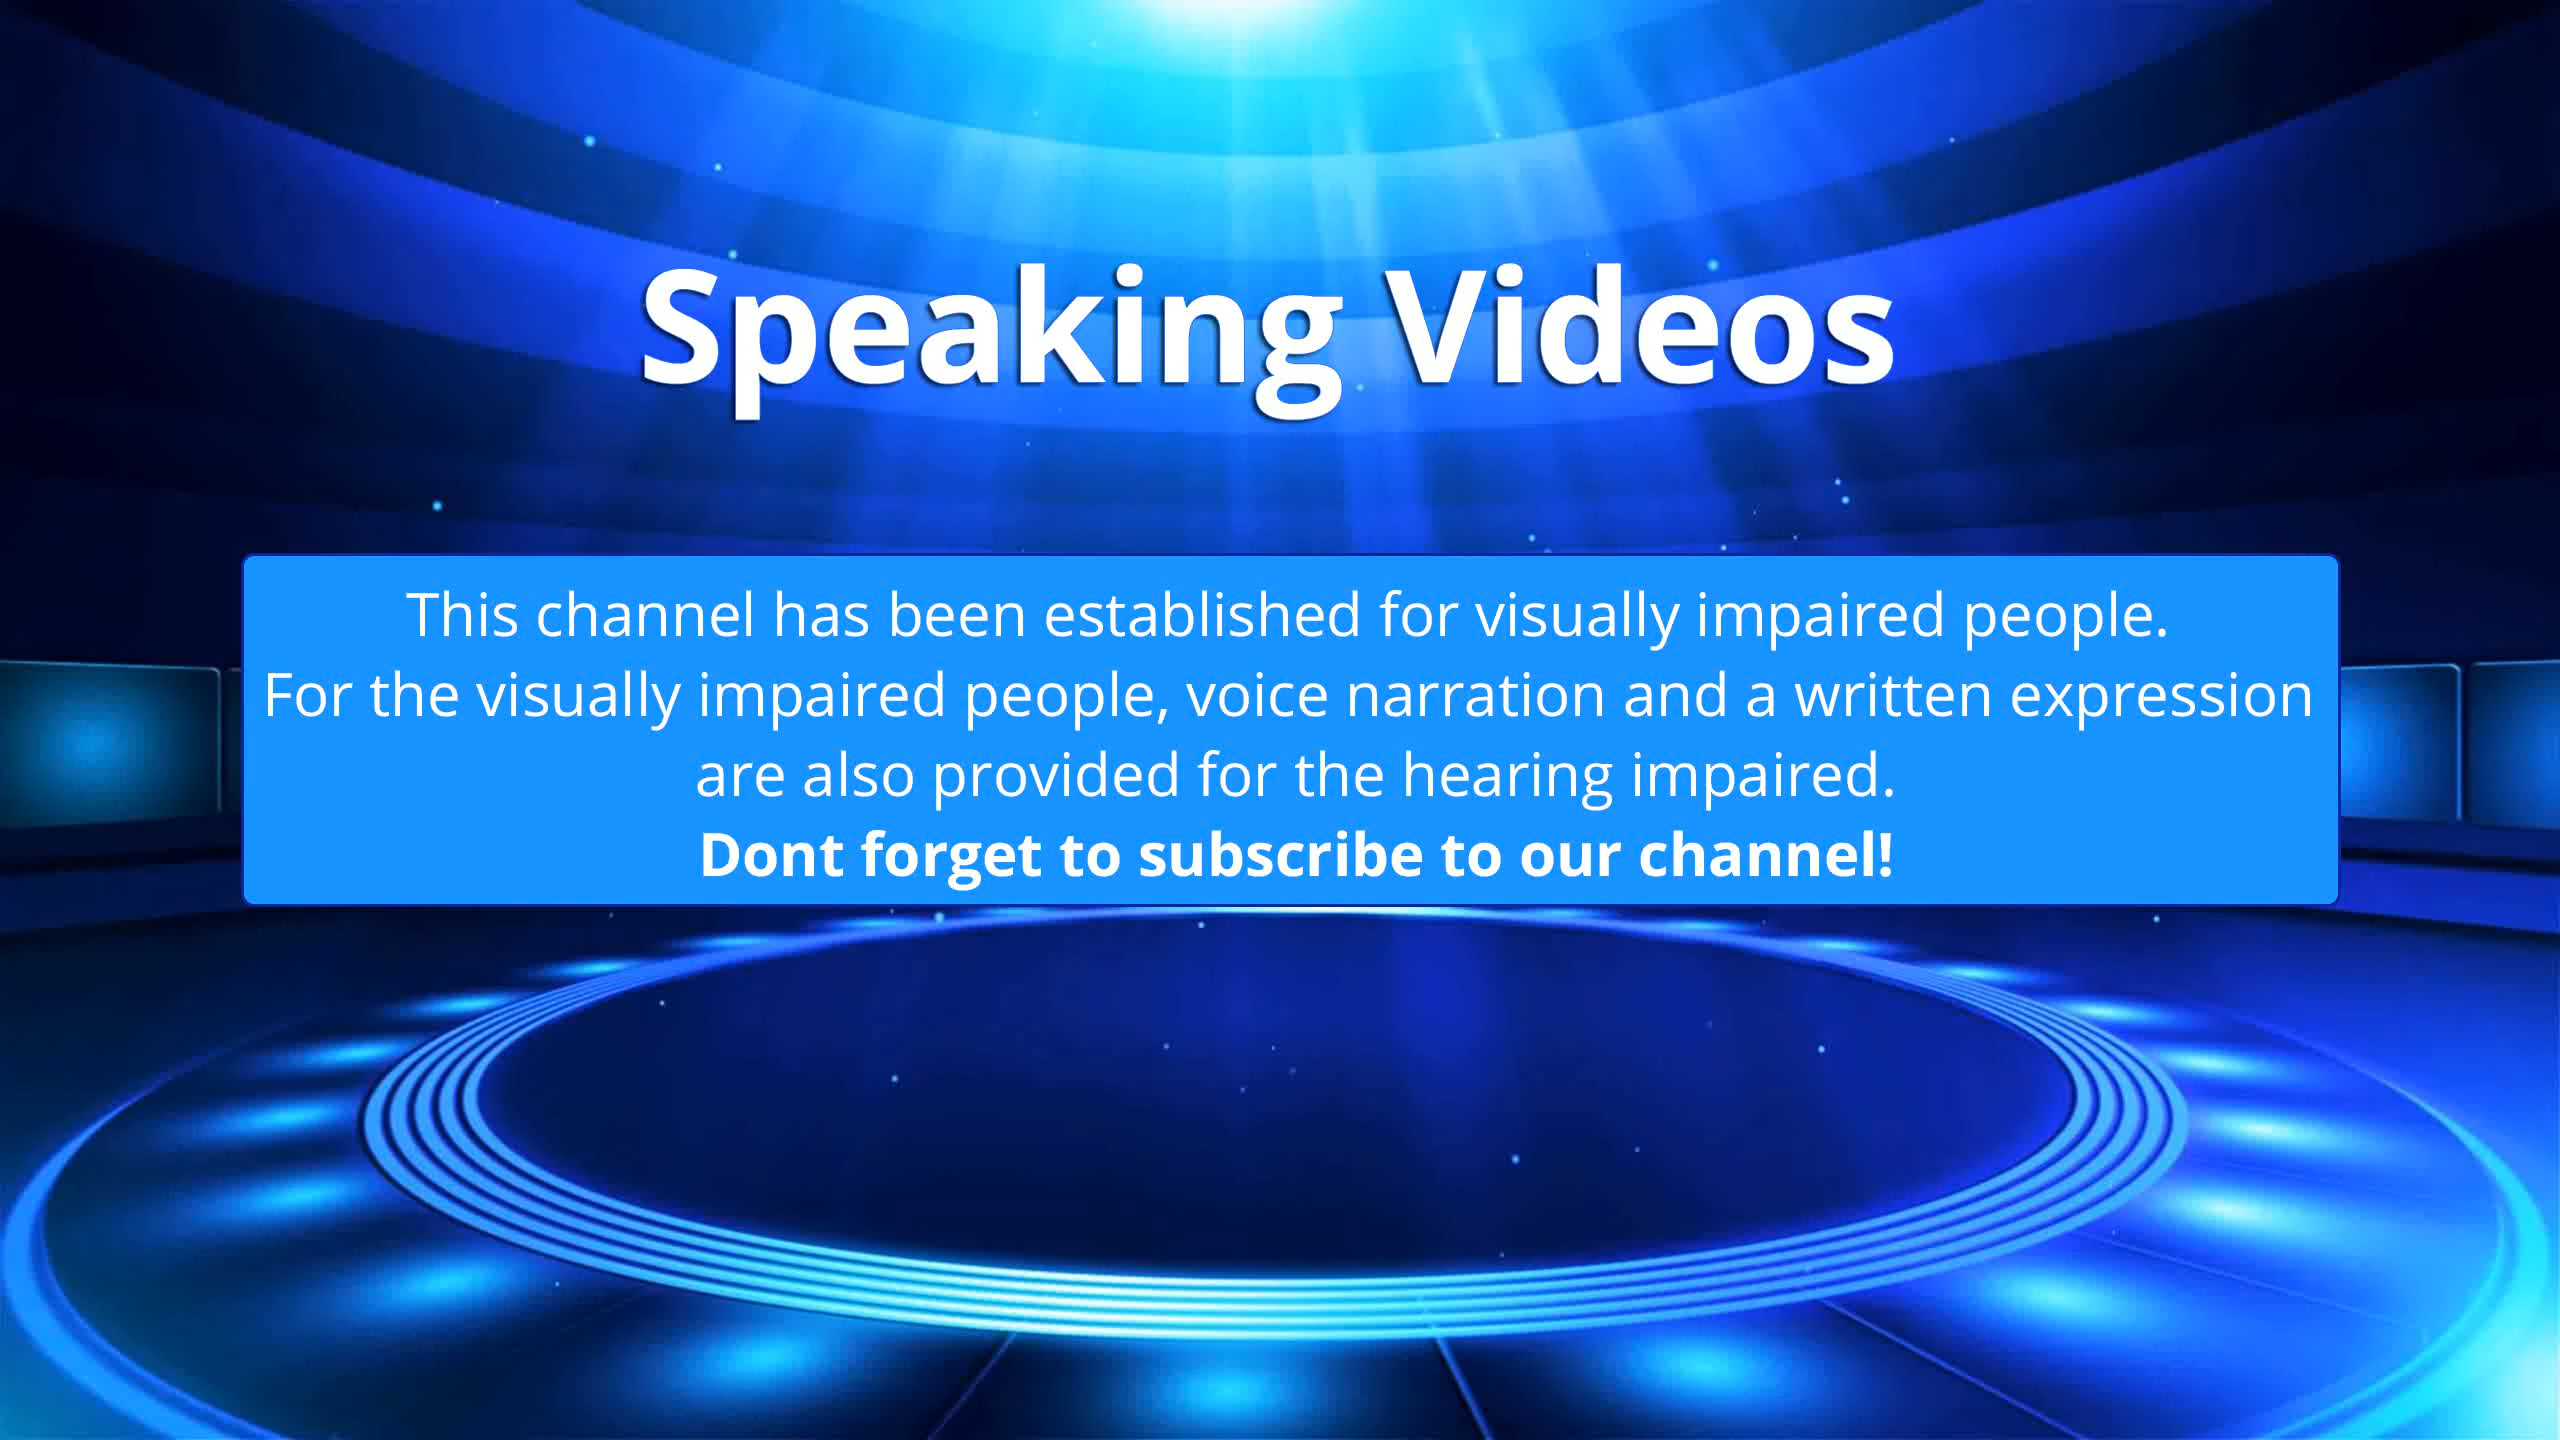 Speaking Videos
This channel has been established for visually impaired people.
For the visually impaired people, voice narration and a written expression
are also provided for the hearing impaired.
Dont forget to subscribe to our channel!